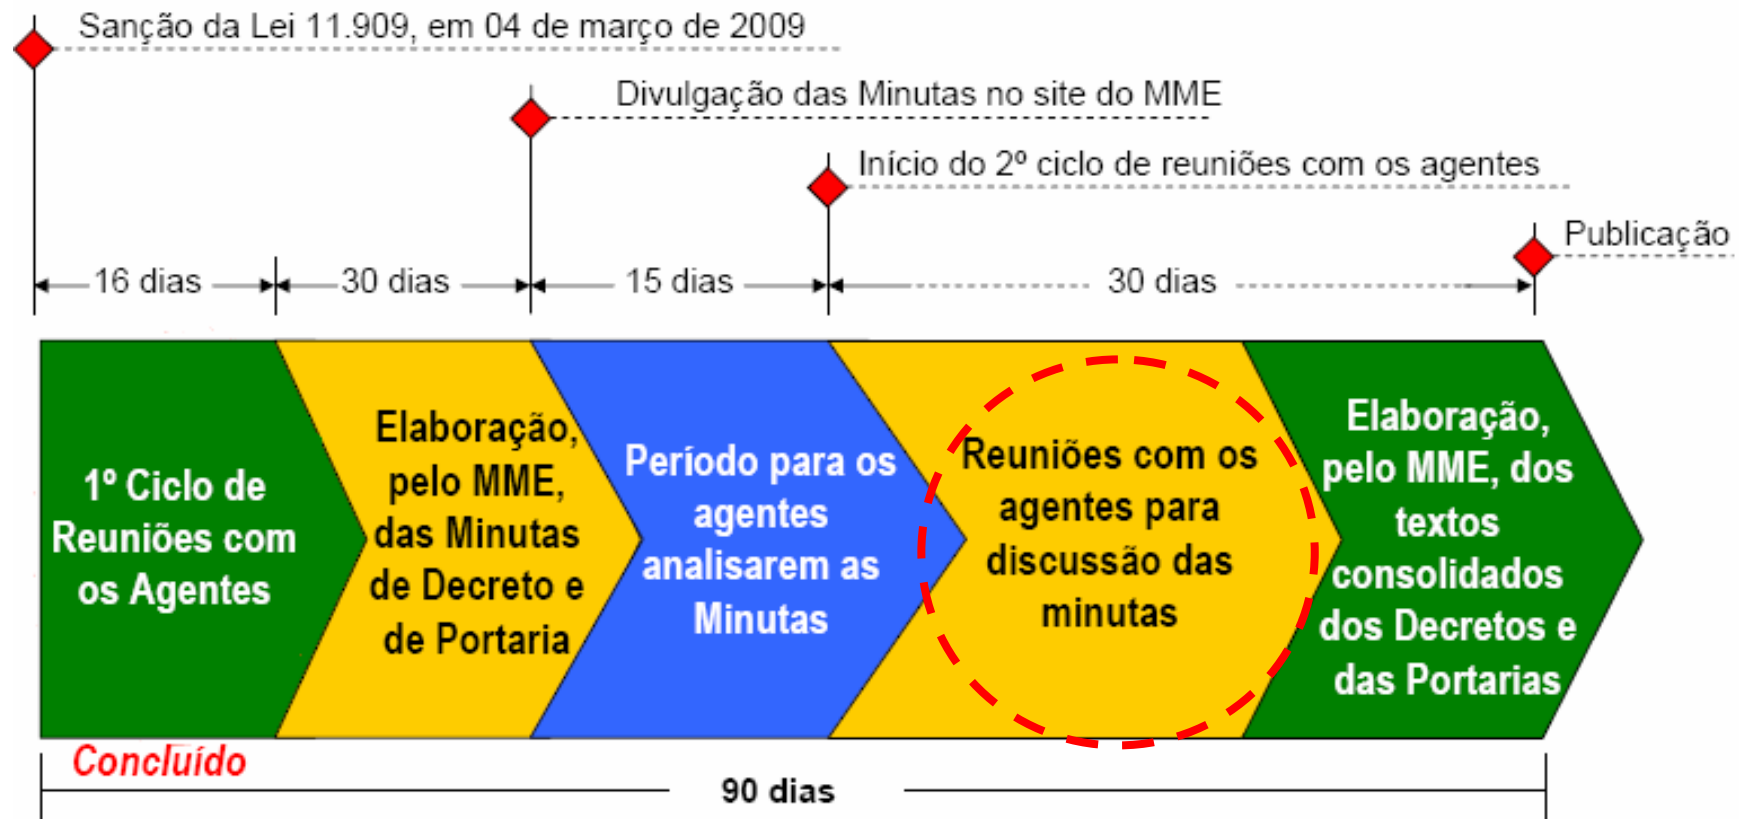 Sanção da Lei 11.909, em 04 de março de 2009
Divulgação das Minutas no site do MME
Início do 2º ciclo de reuniões com os agentes
Publicação
16 dias
30 dias
15 dias
30 dias
1º Ciclo de
Reuniões com
os Agentes
Elaboração,
pelo MME,
das Minutas
de Decreto e
de Portaria
Período para os
agentes
analisarem as
Minutas
Reuniões com os
agentes para
discussão das
minutas
Elaboração,
pelo MME, dos
textos
consolidados
dos Decretos e
das Portarias
Concluído
90 dias